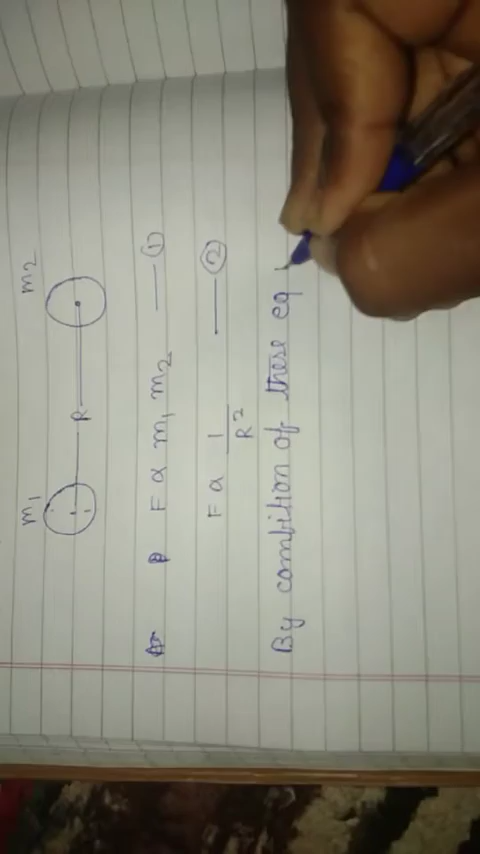 m1 m2
R
F α m1 m2 — ①
F α 1/R² — ②
By combition of these eq